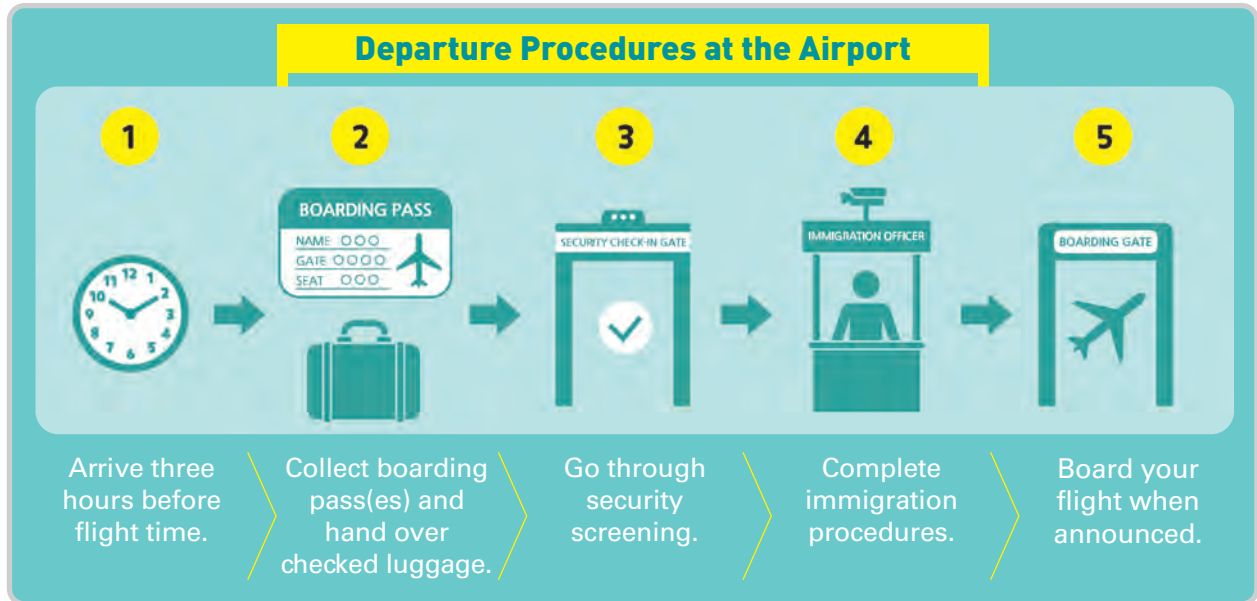 Departure Procedures at the Airport
1
2
3
4
5
BOARDING PASS
NAME OOO
GATE OOOO
SEAT OOO
SECURITY CHECK-IN GATE
IMMIGRATION OFFICER
BOARDING GATE
11 12 1
10 2
9 3
8 4
7 6 5
Arrive three
hours before
flight time.
Collect boarding
pass(es) and
hand over
checked luggage.
Go through
security
screening.
Complete
immigration
procedures.
Board your
flight when
announced.